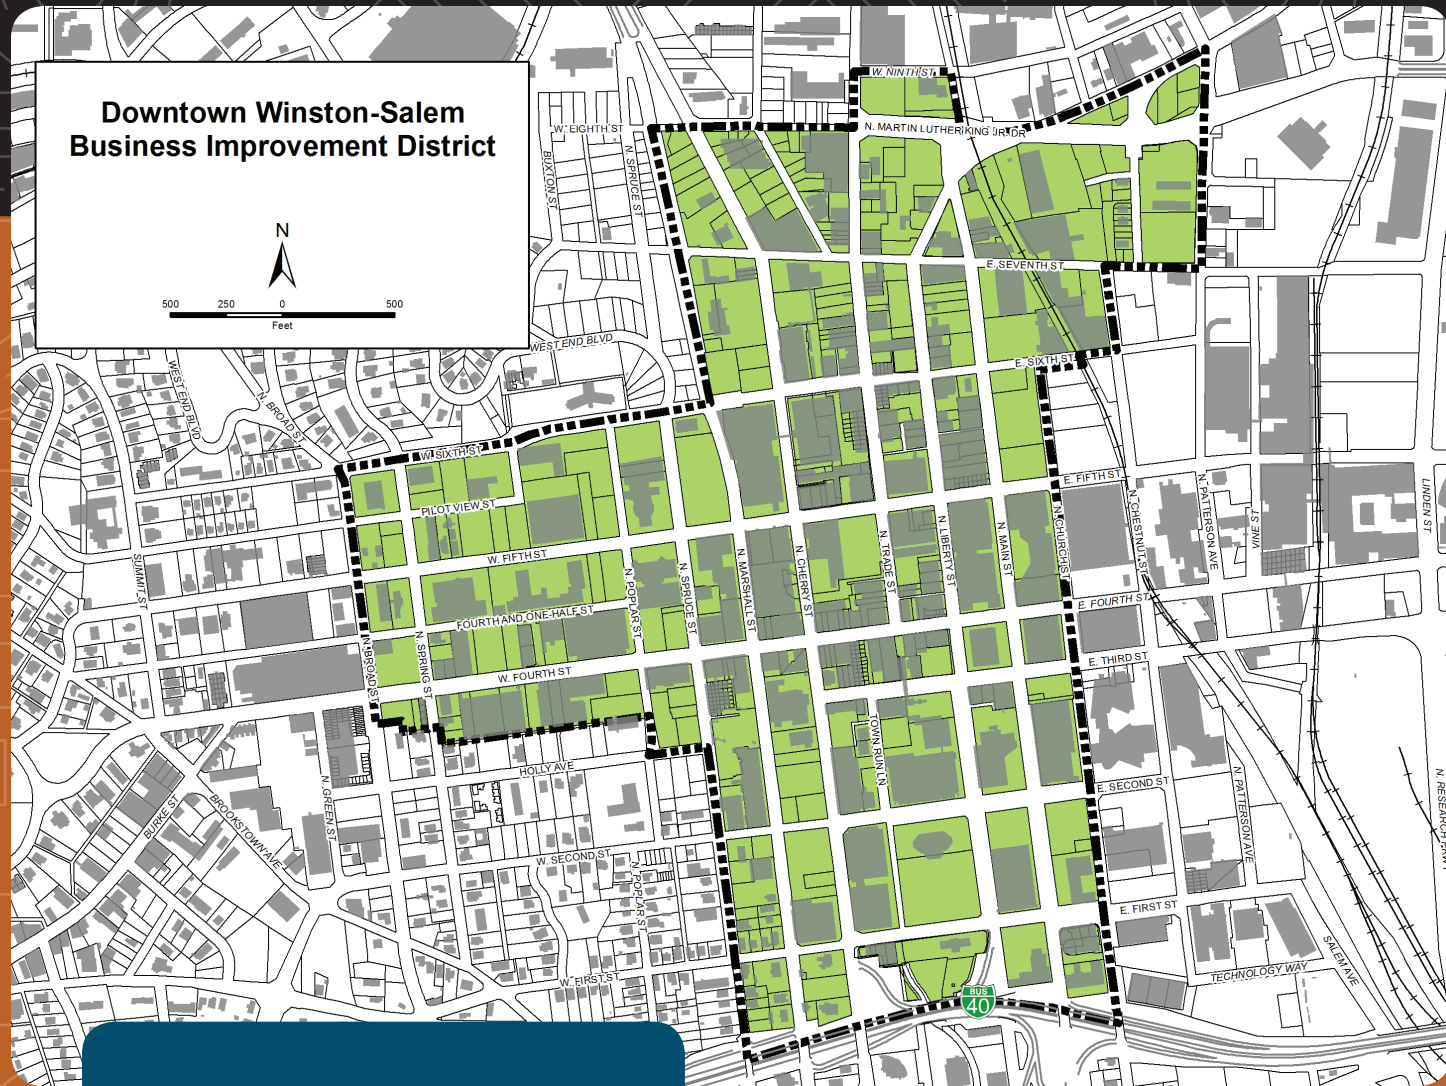 Downtown Winston-Salem
Business Improvement District
N
500 250 0 500
Feet
W. NINTH ST
W. EIGHTH ST
N. MARTIN LUTHER KING JR. DR
BUXTON ST
N. SPRUCE ST
E. SEVENTH ST
WEST END BLVD
WEST END BLVD
N. BROAD ST
E. SIXTH ST
W. SIXTH ST
PILOT VIEW ST
E. FIFTH ST
N. PATTERSON AVE
N. CHESTNUT ST
VINE ST
LINDEN ST
N. CHURCH ST
N. MAIN ST
N. LIBERTY ST
N. TRADE ST
N. CHERRY ST
N. MARSHALL ST
N. SPRUCE ST
N. POPLAR ST
W. FIFTH ST
SUMMIT ST
FOURTH AND ONE-HALF ST
E. FOURTH ST
N. BROAD ST
N. SPRING ST
W. FOURTH ST
E. THIRD ST
TOWN RUN LN
HOLLY AVE
N. GREEN ST
BURKE ST
BROOKSTOWN AVE
E. SECOND ST
N. PATTERSON AVE
N. RESEARCH PKWY
W. SECOND ST
N. POPLAR ST
E. FIRST ST
SALEM AVE
TECHNOLOGY WAY
W. FIRST ST
BUS
40